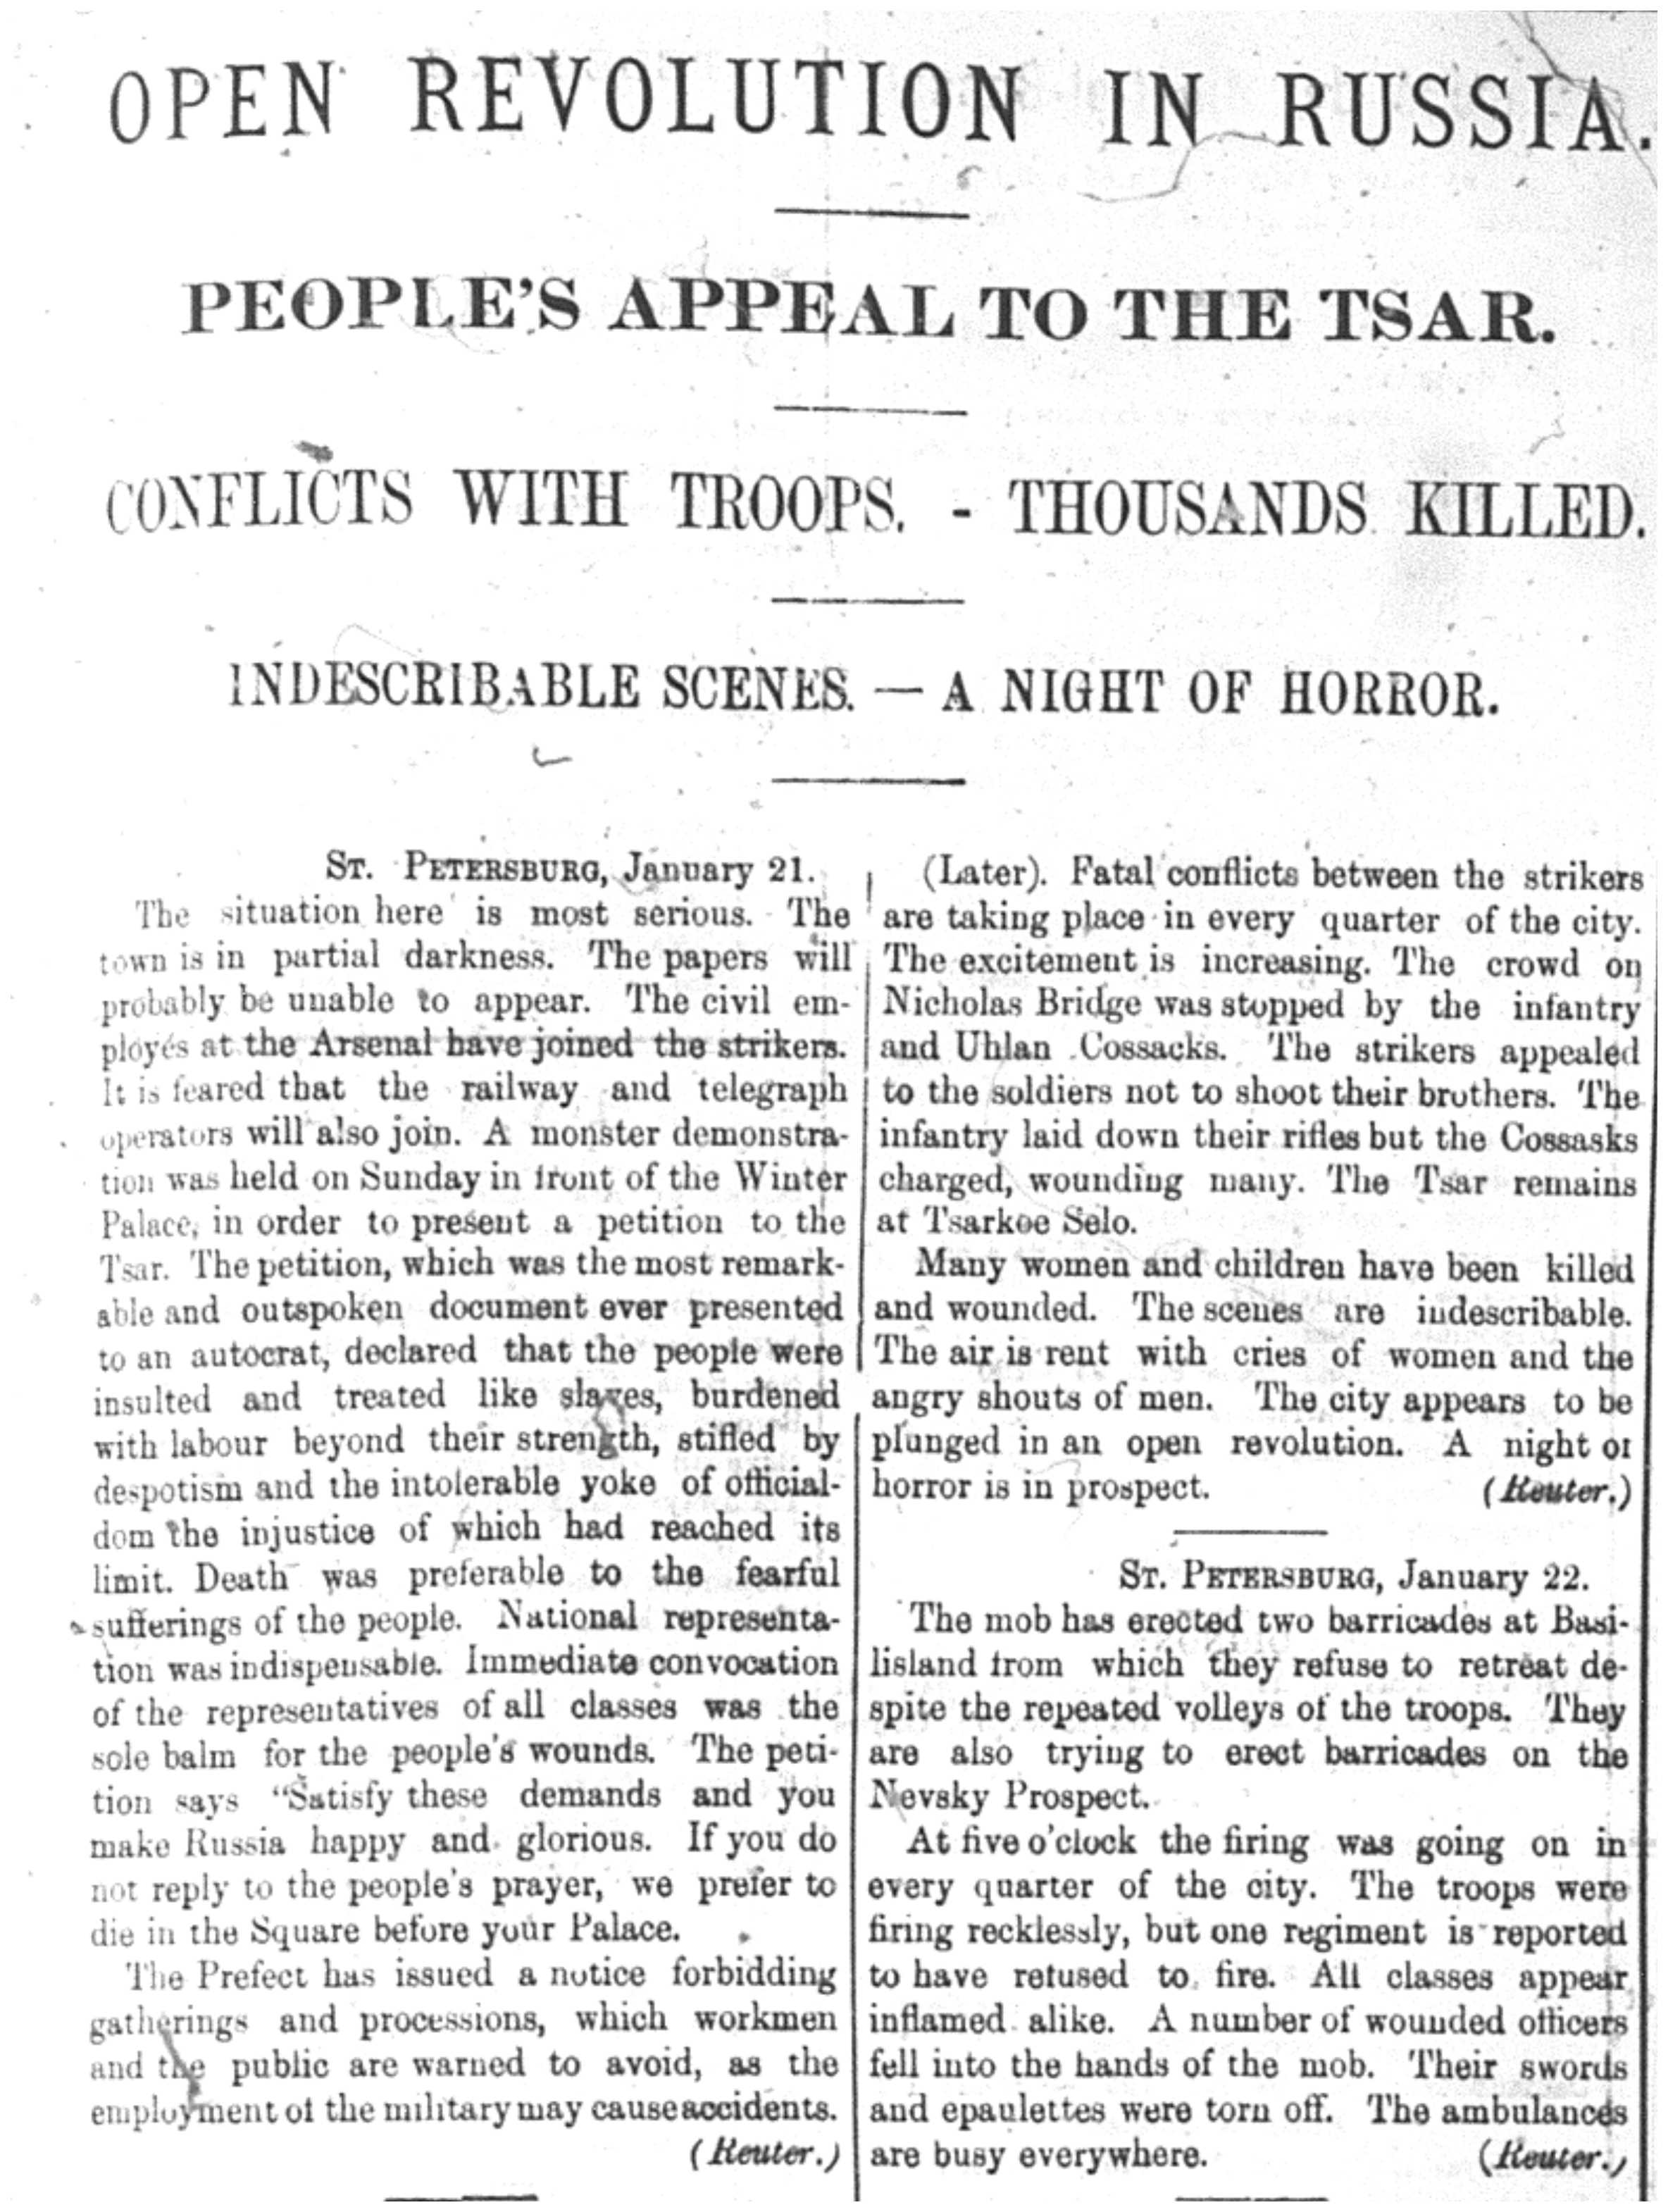 OPEN REVOLUTION IN RUSSIA.
PEOPLE'S APPEAL TO THE TSAR.
CONFLICTS WITH TROOPS. - THOUSANDS KILLED.
INDESCRIBABLE SCENES. — A NIGHT OF HORROR.
ST. PETERSBURG, January 21.
The situation here is most serious. The
town is in partial darkness. The papers will
probably be unable to appear. The civil em-
ployés at the Arsenal have joined the strikers.
It is feared that the railway and telegraph
operators will also join. A monster demonstra-
tion was held on Sunday in front of the Winter
Palace, in order to present a petition to the
Tsar. The petition, which was the most remark-
able and outspoken document ever presented
to an autocrat, declared that the people were
insulted and treated like slaves, burdened
with labour beyond their strength, stifled by
despotism and the intolerable yoke of official-
dom the injustice of which had reached its
limit. Death was preferable to the fearful
sufferings of the people. National representa-
tion was indispensable. Immediate convocation
of the representatives of all classes was the
sole balm for the people's wounds. The peti-
tion says "Satisfy these demands and you
make Russia happy and glorious. If you do
not reply to the people's prayer, we prefer to
die in the Square before your Palace.
The Prefect has issued a notice forbidding
gatherings and processions, which workmen
and the public are warned to avoid, as the
employment of the military may cause accidents.
(Reuter.)
(Later). Fatal conflicts between the strikers
are taking place in every quarter of the city.
The excitement is increasing. The crowd on
Nicholas Bridge was stopped by the infantry
and Uhlan Cossacks. The strikers appealed
to the soldiers not to shoot their brothers. The
infantry laid down their rifles but the Cossasks
charged, wounding many. The Tsar remains
at Tsarkoe Selo.
Many women and children have been killed
and wounded. The scenes are indescribable.
The air is rent with cries of women and the
angry shouts of men. The city appears to be
plunged in an open revolution. A night of
horror is in prospect. (Reuter.)
ST. PETERSBURG, January 22.
The mob has erected two barricades at Basi-
lisland from which they refuse to retreat de-
spite the repeated volleys of the troops. They
are also trying to erect barricades on the
Nevsky Prospect.
At five o'clock the firing was going on in
every quarter of the city. The troops were
firing recklessly, but one regiment is reported
to have refused to fire. All classes appear
inflamed alike. A number of wounded officers
fell into the hands of the mob. Their swords
and epaulettes were torn off. The ambulances
are busy everywhere. (Reuter.)